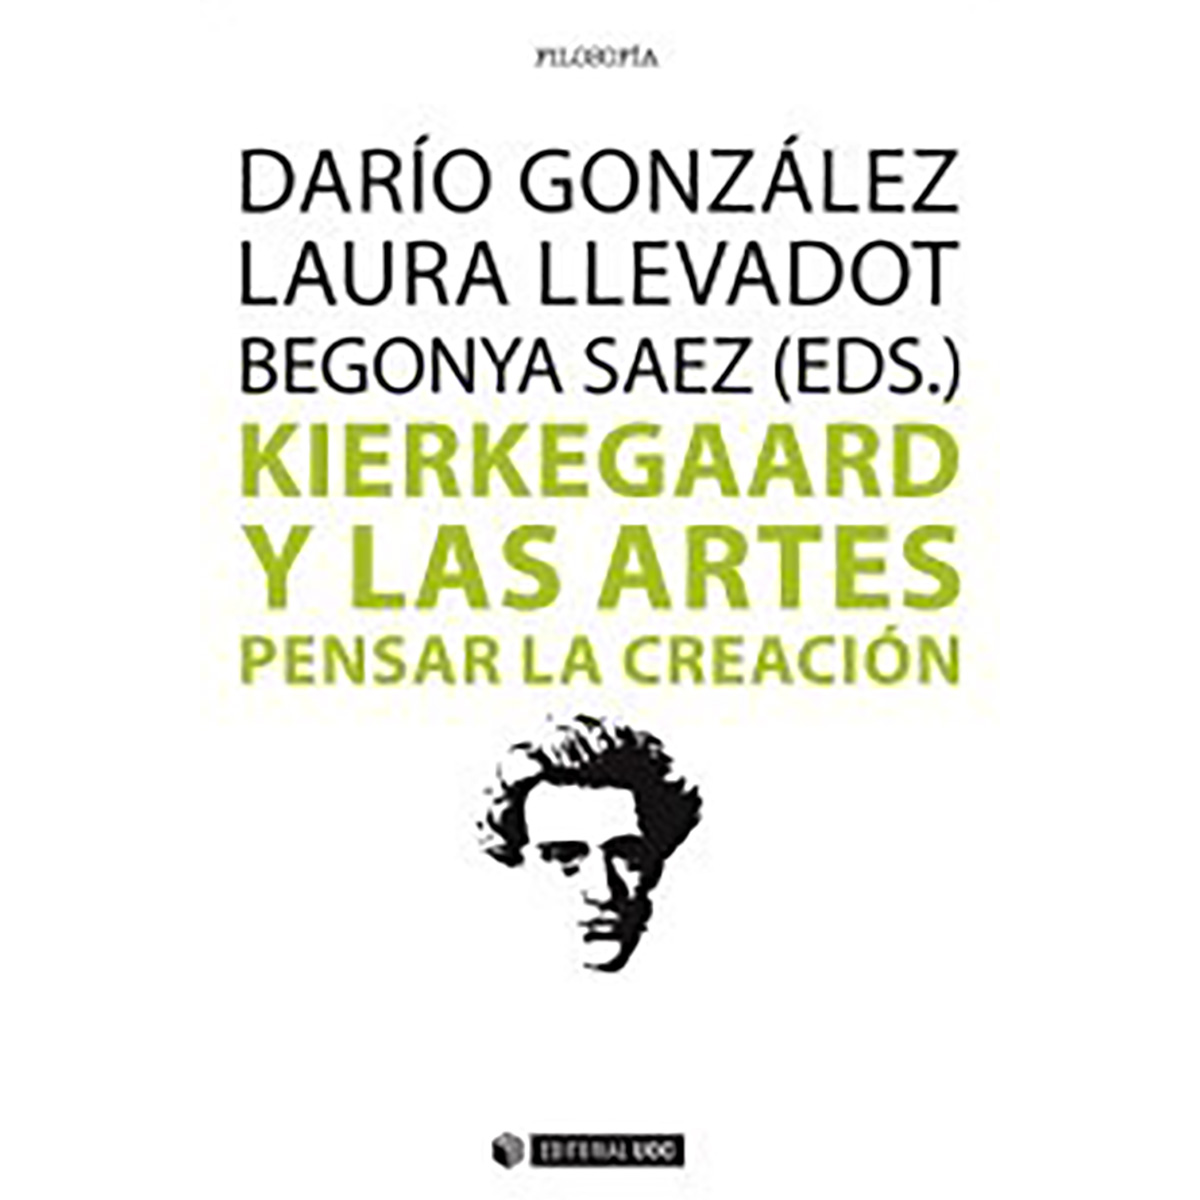 FILOSOFÍA
DARÍO GONZÁLEZ
LAURA LLEVADOT
BEGONYA SAEZ (EDS.)
KIERKEGAARD
Y LAS ARTES
PENSAR LA CREACIÓN
EDITORIAL UOC